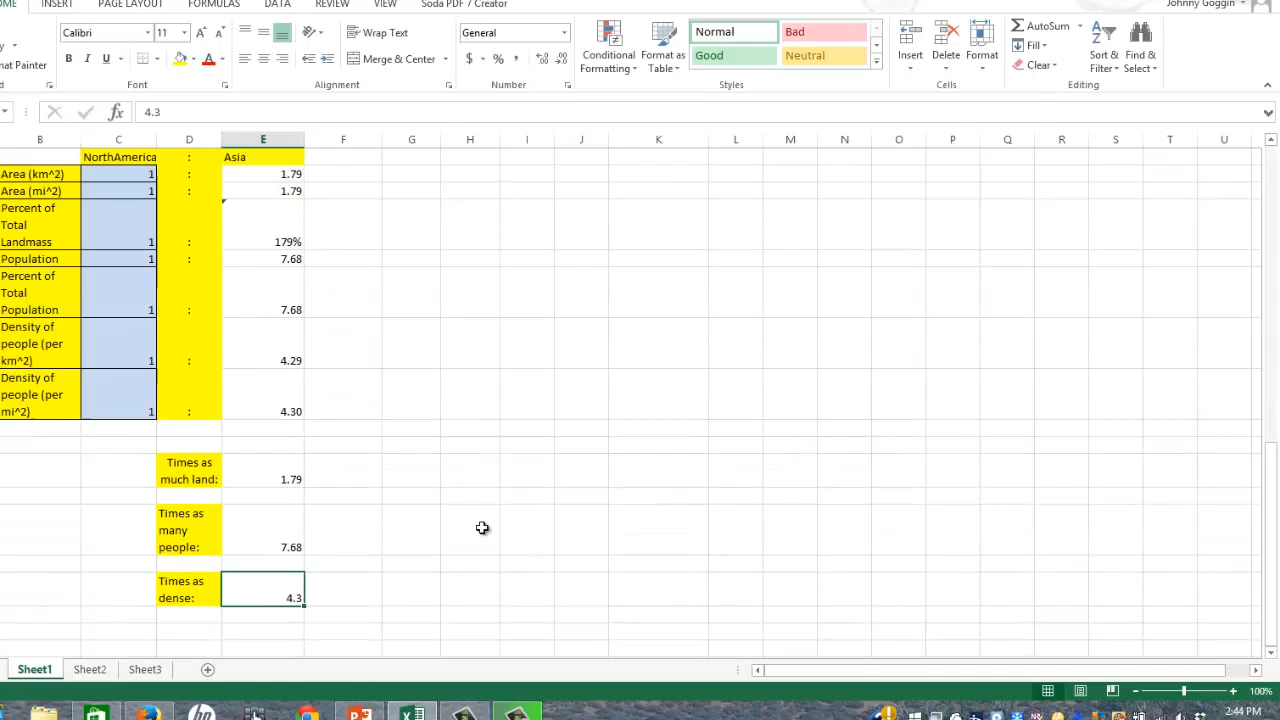 OME INSERT PAGE LAYOUT FORMULAS DATA REVIEW VIEW Soda PDF 7 Creator Johnny Goggin
Calibri 11 A A Wrap Text General Conditional Formatting Format as Table Normal Bad Insert Delete Format AutoSum Sort & Filter Find & Select
mat Painter B I U A Merge & Center $ % , Good Neutral Fill
Clear
Font Alignment Number Styles Cells Editing
fx 4.3
B C D E F G H I J K L M N O P Q R S T U
NorthAmerica : Asia
Area (km^2) 1 : 1.79
Area (mi^2) 1 : 1.79
Percent of
Total
Landmass 1 : 179%
Population 1 : 7.68
Percent of
Total
Population 1 : 7.68
Density of
people (per
km^2) 1 : 4.29
Density of
people (per
mi^2) 1 : 4.30
Times as
much land: 1.79
Times as
many
people: 7.68
Times as
dense: 4.3
Sheet1 Sheet2 Sheet3
100%
2:44 PM